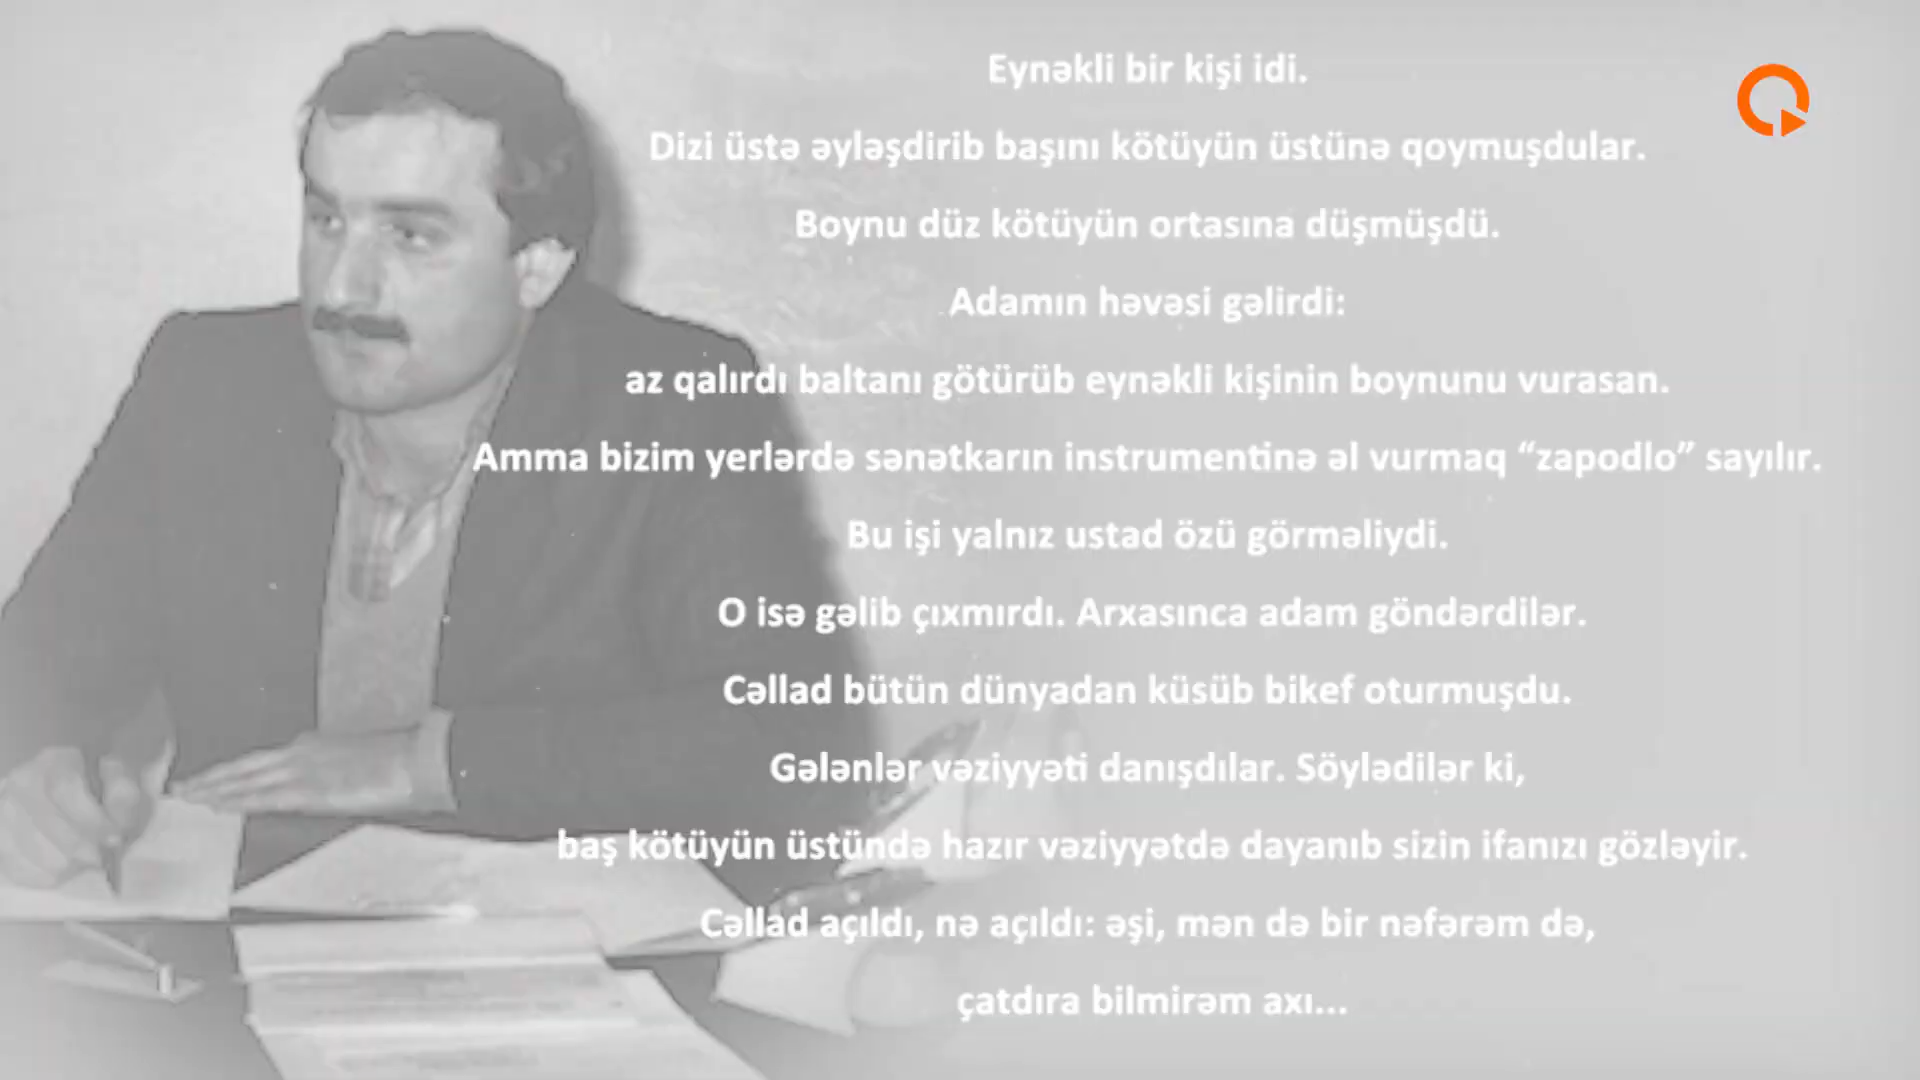 Eynəkli bir kişi idi.
Dizi üstə əyləşdirib başını kötüyün üstünə qoymuşdular.
Boynu düz kötüyün ortasına düşmüşdü.
Adamın həvəsi gəlirdi:
az qalırdı baltanı götürüb eynəkli kişinin boynunu vurasan.
Amma bizim yerlərdə sənətkarın instrumentinə əl vurmaq “zapodlo” sayılır.
Bu işi yalnız ustad özü görməliydi.
O isə gəlib çıxmırdı. Arxasınca adam göndərdilər.
Cəllad bütün dünyadan küsüb bikef oturmuşdu.
Gələnlər vəziyyəti danışdılar. Söylədilər ki,
baş kötüyün üstündə hazır vəziyyətdə dayanıb sizin ifanızı gözləyir.
Cəllad açıldı, nə açıldı: əşi, mən də bir nəfərəm də,
çatdıra bilmirəm axı...